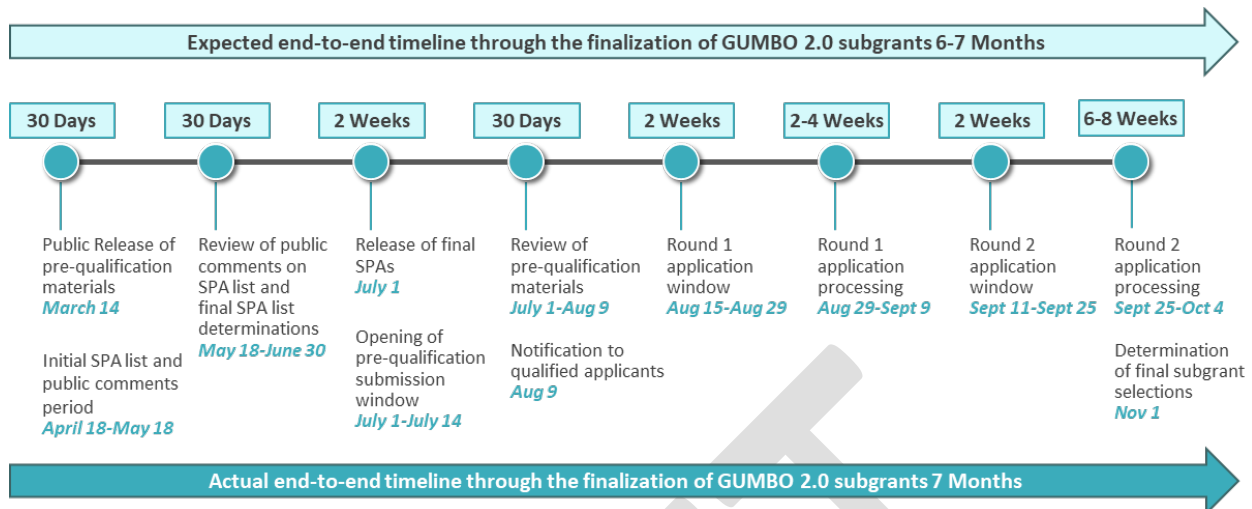 Expected end-to-end timeline through the finalization of GUMBO 2.0 subgrants 6-7 Months
30 Days
30 Days
2 Weeks
30 Days
2 Weeks
2-4 Weeks
2 Weeks
6-8 Weeks
Public Release of
pre-qualification
materials
March 14
Initial SPA list and
public comments
period
April 18-May 18
Review of public
comments on
SPA list and
final SPA list
determinations
May 18-June 30
Release of final
SPAs
July 1
Opening of
pre-qualification
submission
window
July 1-July 14
Review of
pre-qualification
materials
July 1-Aug 9
Notification to
qualified applicants
Aug 9
Round 1
application
window
Aug 15-Aug 29
Round 1
application
processing
Aug 29-Sept 9
Round 2
application
window
Sept 11-Sept 25
Round 2
application
processing
Sept 25-Oct 4
Determination
of final subgrant
selections
Nov 1
Actual end-to-end timeline through the finalization of GUMBO 2.0 subgrants 7 Months